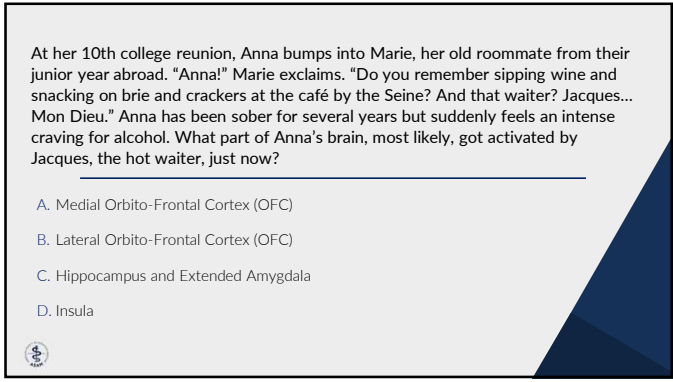 At her 10th college reunion, Anna bumps into Marie, her old roommate from their
junior year abroad. “Anna!” Marie exclaims. “Do you remember sipping wine and
snacking on brie and crackers at the café by the Seine? And that waiter? Jacques...
Mon Dieu.” Anna has been sober for several years but suddenly feels an intense
craving for alcohol. What part of Anna’s brain, most likely, got activated by
Jacques, the hot waiter, just now?
A. Medial Orbito-Frontal Cortex (OFC)
B. Lateral Orbito-Frontal Cortex (OFC)
C. Hippocampus and Extended Amygdala
D. Insula
ASAM